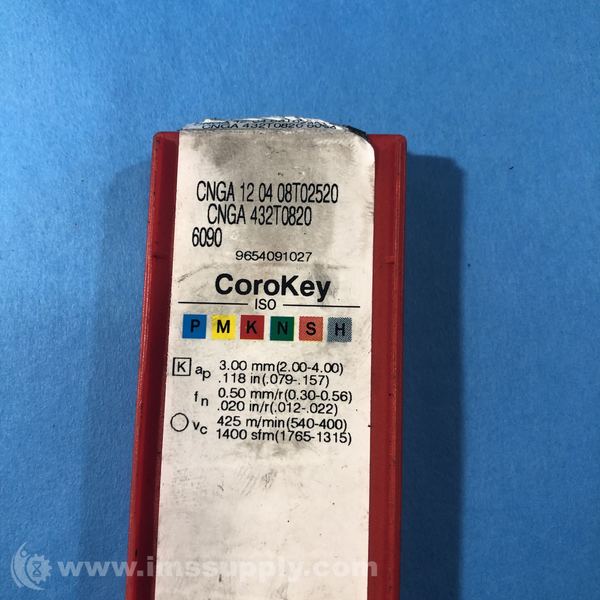 CNGA 432T0820 6090
CNGA 12 04 08T02520
CNGA 432T0820
6090
9654091027
CoroKey
ISO
P M K N S H
K ap 3.00 mm(2.00-4.00)
.118 in(.079-.157)
fn 0.50 mm/r(0.30-0.56)
.020 in/r(.012-.022)
vc 425 m/min(540-400)
1400 sfm(1765-1315)
www.imssupply.com